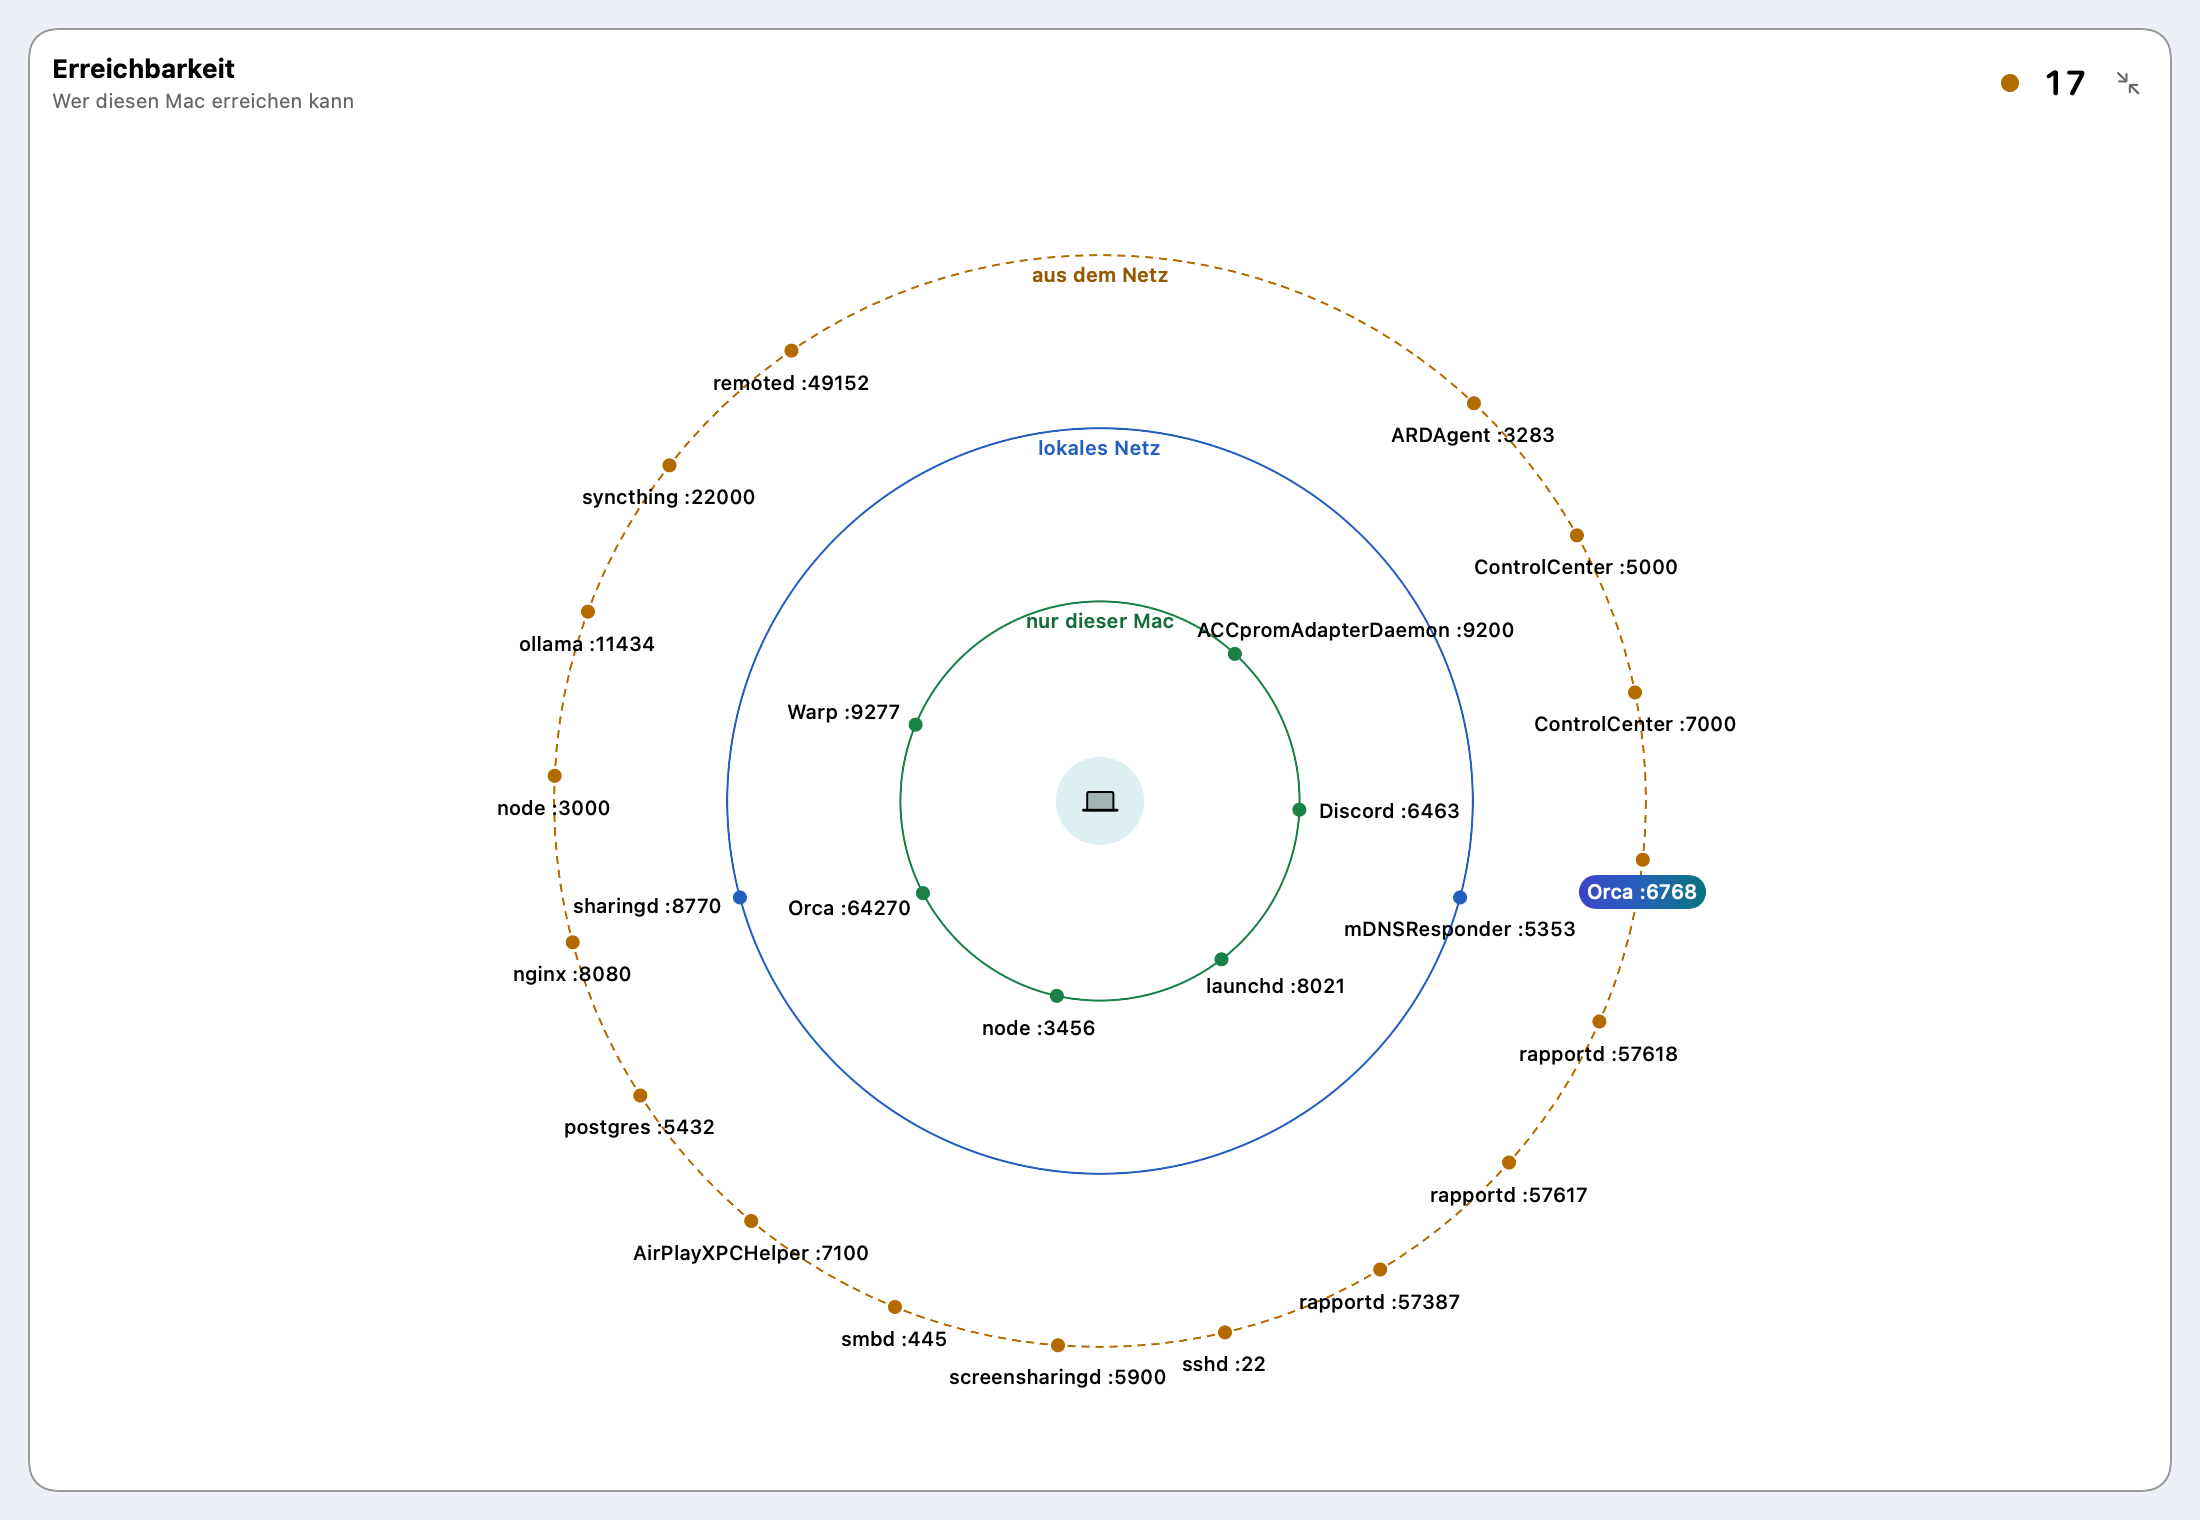 Erreichbarkeit
Wer diesen Mac erreichen kann
17
aus dem Netz
remoted :49152
ARDAgent :3283
lokales Netz
syncthing :22000
ControlCenter :5000
nur dieser Mac
ACCpromAdapterDaemon :9200
ollama :11434
Warp :9277
ControlCenter :7000
node :3000
Discord :6463
Orca :6768
sharingd :8770
Orca :64270
mDNSResponder :5353
nginx :8080
launchd :8021
node :3456
rapportd :57618
postgres :5432
rapportd :57617
AirPlayXPCHelper :7100
rapportd :57387
smbd :445
sshd :22
screensharingd :5900